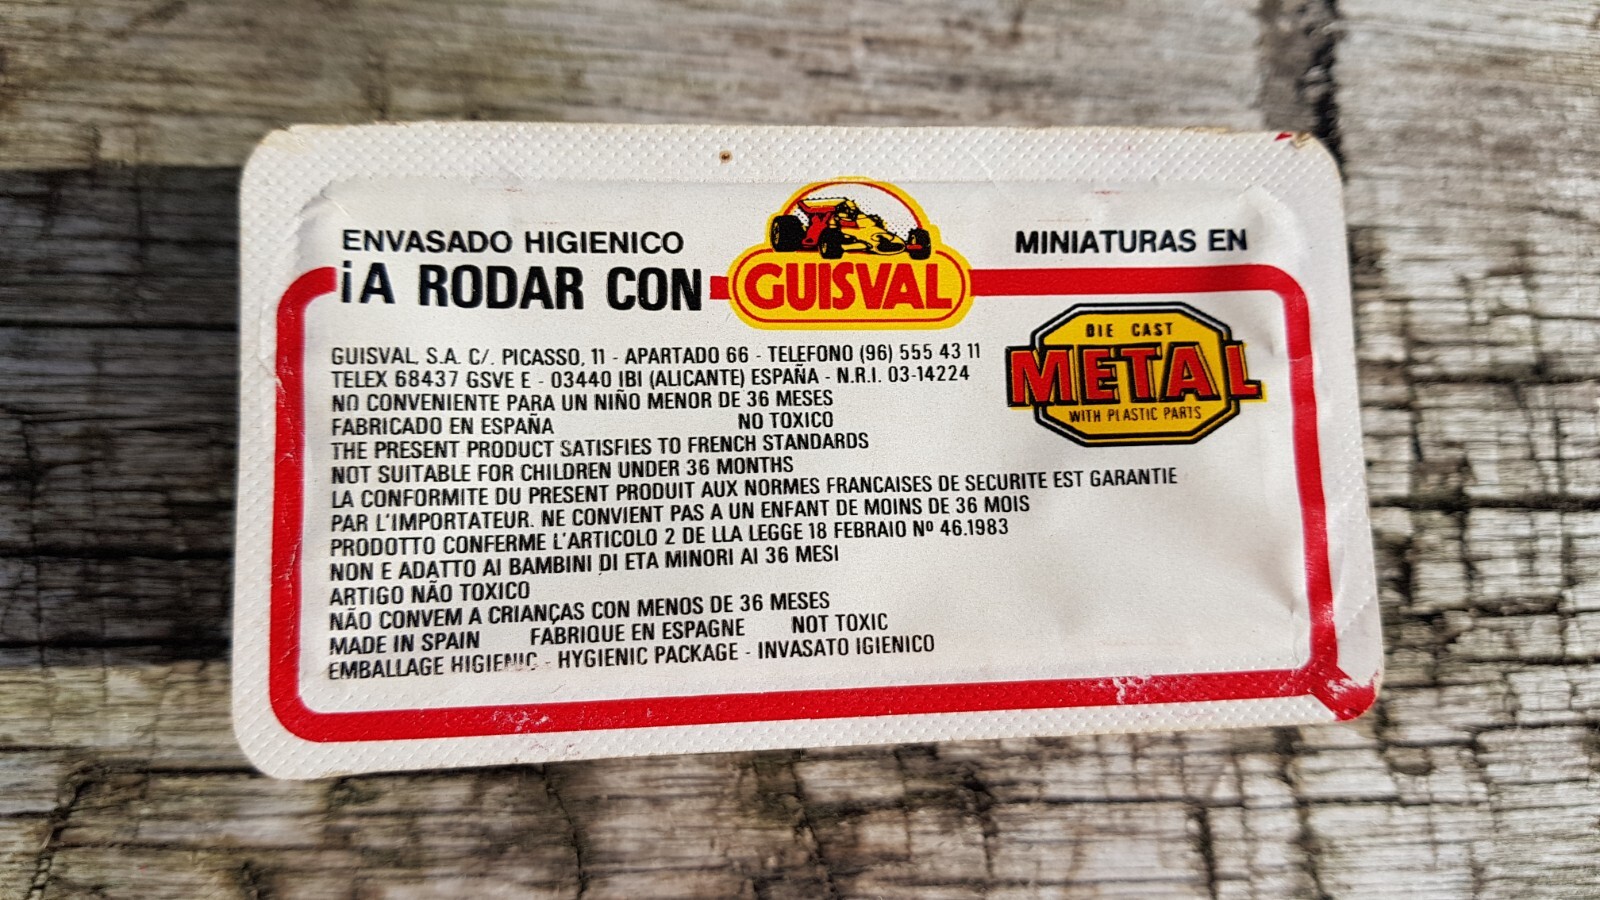 ENVASADO HIGIENICO
¡A RODAR CON
GUISVAL
MINIATURAS EN
DIE CAST
METAL
WITH PLASTIC PARTS
GUISVAL, S.A. C/. PICASSO, 11 - APARTADO 66 - TELEFONO (96) 555 43 11
TELEX 68437 GSVE E - 03440 IBI (ALICANTE) ESPAÑA - N.R.I. 03-14224
NO CONVENIENTE PARA UN NIÑO MENOR DE 36 MESES
FABRICADO EN ESPAÑA NO TOXICO
THE PRESENT PRODUCT SATISFIES TO FRENCH STANDARDS
NOT SUITABLE FOR CHILDREN UNDER 36 MONTHS
LA CONFORMITE DU PRESENT PRODUIT AUX NORMES FRANCAISES DE SECURITE EST GARANTIE
PAR L'IMPORTATEUR. NE CONVIENT PAS A UN ENFANT DE MOINS DE 36 MOIS
PRODOTTO CONFERME L'ARTICOLO 2 DE LLA LEGGE 18 FEBRAIO Nº 46.1983
NON E ADATTO AI BAMBINI DI ETA MINORI AI 36 MESI
ARTIGO NÃO TOXICO
NÃO CONVEM A CRIANÇAS CON MENOS DE 36 MESES
MADE IN SPAIN FABRIQUE EN ESPAGNE NOT TOXIC
EMBALLAGE HIGIENIC - HYGIENIC PACKAGE - INVASATO IGIENICO